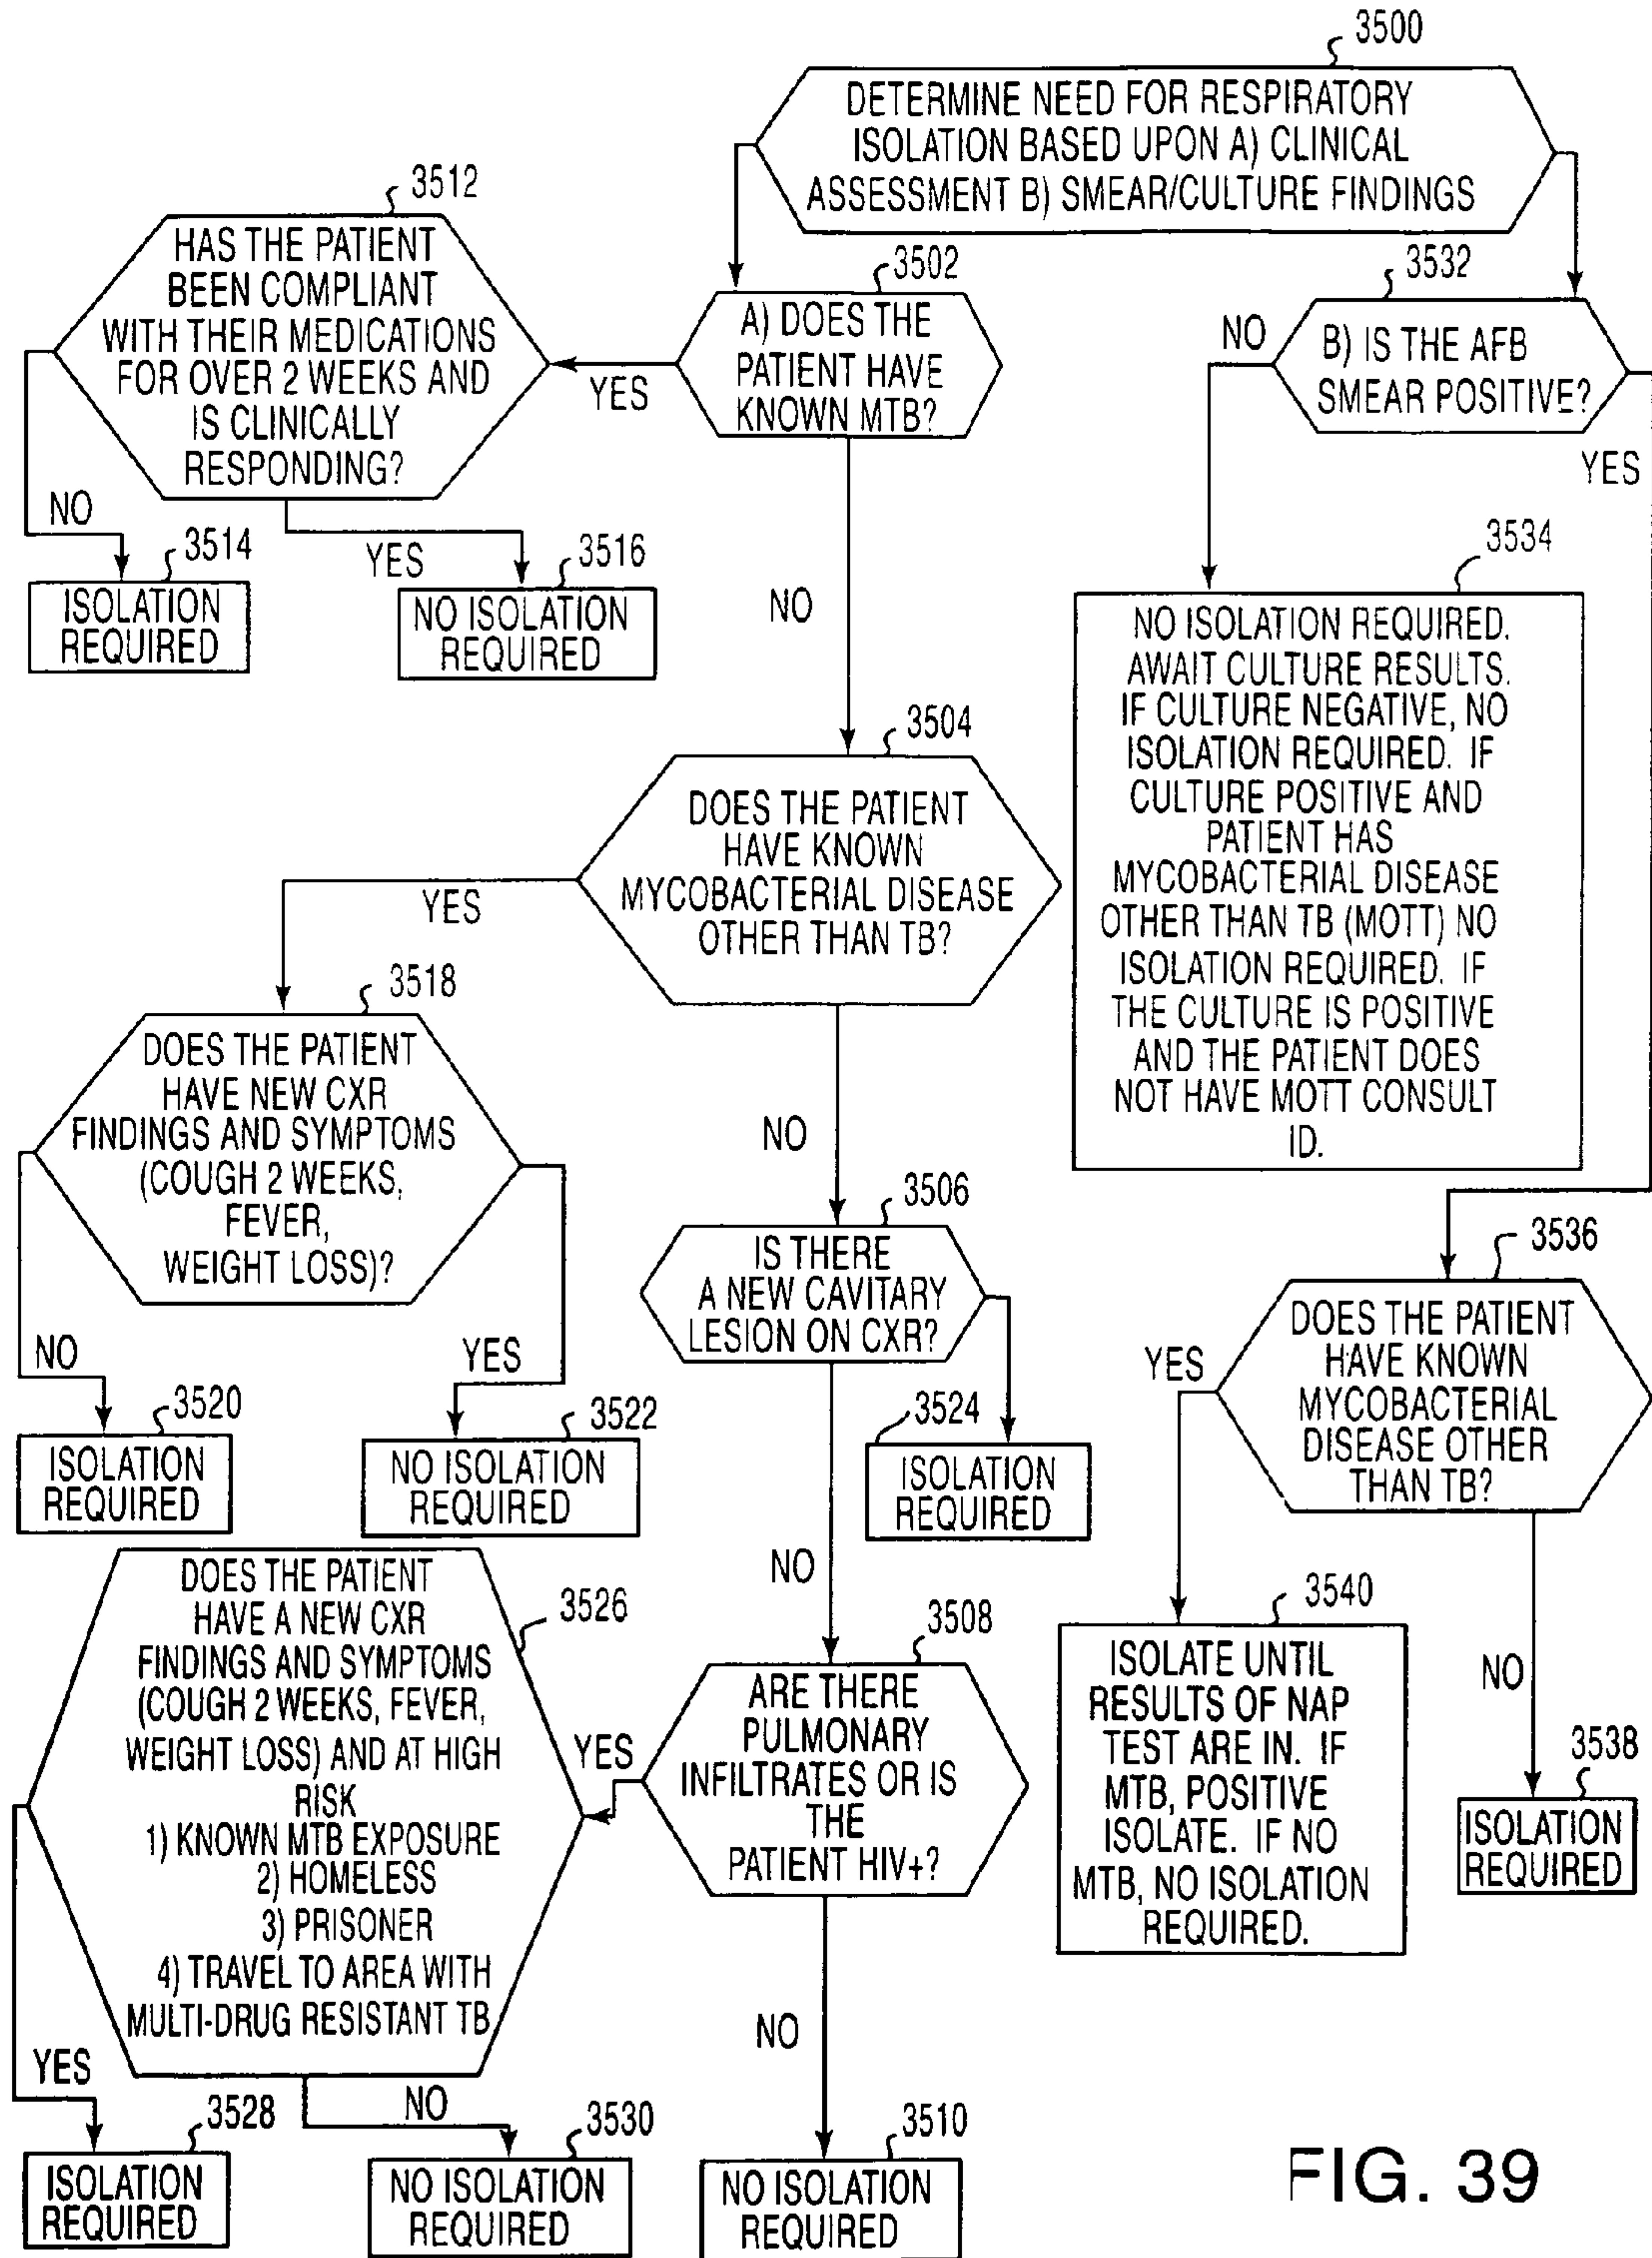 3500
DETERMINE NEED FOR RESPIRATORY
ISOLATION BASED UPON A) CLINICAL
ASSESSMENT B) SMEAR/CULTURE FINDINGS
3512
HAS THE PATIENT
BEEN COMPLIANT
WITH THEIR MEDICATIONS
FOR OVER 2 WEEKS AND
IS CLINICALLY
RESPONDING?
3502
A) DOES THE
PATIENT HAVE
KNOWN MTB?
YES
3532
B) IS THE AFB
SMEAR POSITIVE?
NO
YES
NO
3514
ISOLATION
REQUIRED
YES
3516
NO ISOLATION
REQUIRED
NO
3534
NO ISOLATION REQUIRED.
AWAIT CULTURE RESULTS.
IF CULTURE NEGATIVE, NO
ISOLATION REQUIRED. IF
CULTURE POSITIVE AND
PATIENT HAS
MYCOBACTERIAL DISEASE
OTHER THAN TB (MOTT) NO
ISOLATION REQUIRED. IF
THE CULTURE IS POSITIVE
AND THE PATIENT DOES
NOT HAVE MOTT CONSULT
ID.
3504
DOES THE PATIENT
HAVE KNOWN
MYCOBACTERIAL DISEASE
OTHER THAN TB?
YES
3518
DOES THE PATIENT
HAVE NEW CXR
FINDINGS AND SYMPTOMS
(COUGH 2 WEEKS,
FEVER,
WEIGHT LOSS)?
NO
3506
IS THERE
A NEW CAVITARY
LESION ON CXR?
3536
DOES THE PATIENT
HAVE KNOWN
MYCOBACTERIAL
DISEASE OTHER
THAN TB?
YES
NO
3520
ISOLATION
REQUIRED
YES
3522
NO ISOLATION
REQUIRED
3524
ISOLATION
REQUIRED
NO
DOES THE PATIENT
HAVE A NEW CXR
FINDINGS AND SYMPTOMS
(COUGH 2 WEEKS, FEVER,
WEIGHT LOSS) AND AT HIGH
RISK
1) KNOWN MTB EXPOSURE
2) HOMELESS
3) PRISONER
4) TRAVEL TO AREA WITH
MULTI-DRUG RESISTANT TB
3526
YES
3508
ARE THERE
PULMONARY
INFILTRATES OR IS
THE
PATIENT HIV+?
3540
ISOLATE UNTIL
RESULTS OF NAP
TEST ARE IN. IF
MTB, POSITIVE
ISOLATE. IF NO
MTB, NO ISOLATION
REQUIRED.
NO
3538
ISOLATION
REQUIRED
YES
3528
ISOLATION
REQUIRED
NO
3530
NO ISOLATION
REQUIRED
NO
3510
NO ISOLATION
REQUIRED
FIG. 39